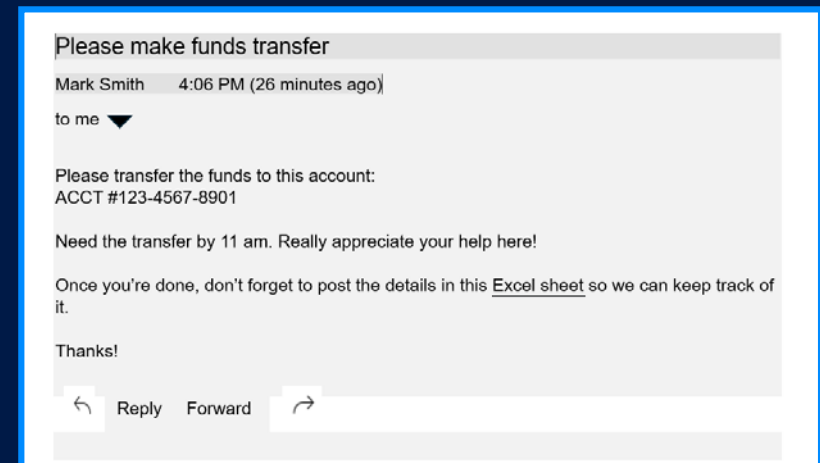 Please make funds transfer
Mark Smith 4:06 PM (26 minutes ago)
to me
Please transfer the funds to this account:
ACCT #123-4567-8901
Need the transfer by 11 am. Really appreciate your help here!
Once you’re done, don’t forget to post the details in this Excel sheet so we can keep track of
it.
Thanks!
Reply Forward